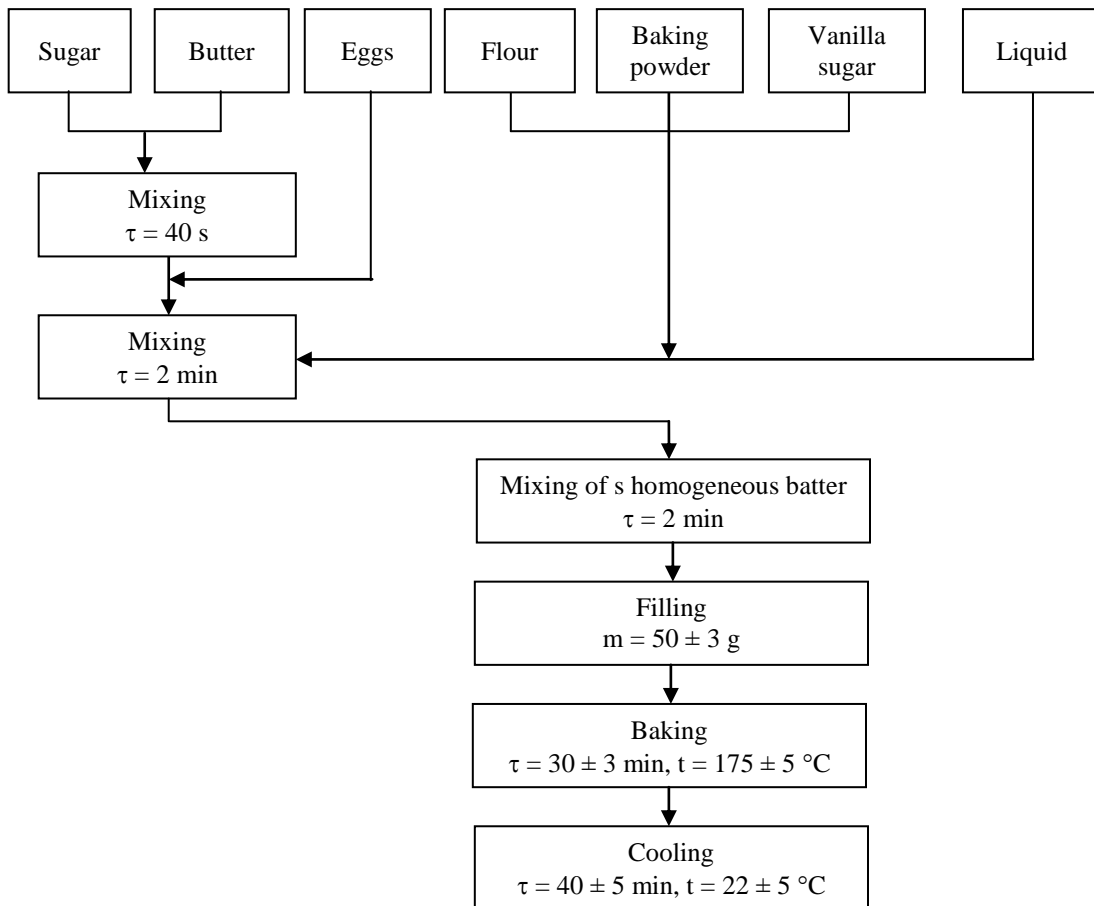 Sugar
Butter
Eggs
Flour
Baking
powder
Vanilla
sugar
Liquid
Mixing
τ = 40 s
Mixing
τ = 2 min
Mixing of s homogeneous batter
τ = 2 min
Filling
m = 50 ± 3 g
Baking
τ = 30 ± 3 min, t = 175 ± 5 °C
Cooling
τ = 40 ± 5 min, t = 22 ± 5 °C